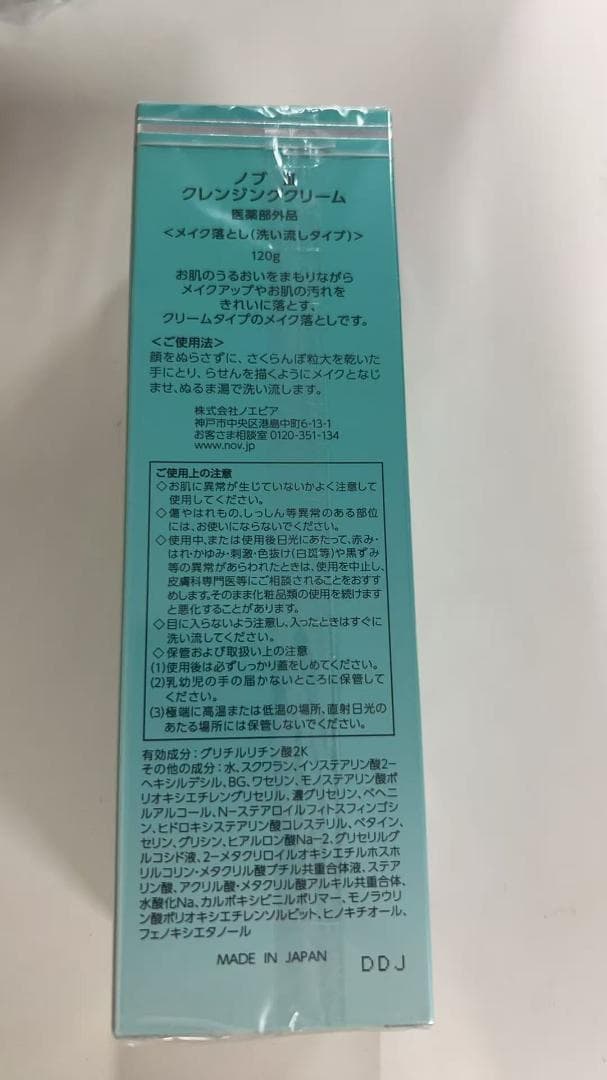 ノブ Ⅲ
クレンジングクリーム
医薬部外品
＜メイク落とし(洗い流しタイプ)＞
120g
お肌のうるおいをまもりながら
メイクアップやお肌の汚れを
きれいに落とす、
クリームタイプのメイク落としです。
＜ご使用法＞
顔をぬらさずに、さくらんぼ粒大を乾いた
手にとり、らせんを描くようにメイクとなじ
ませ、ぬるま湯で洗い流します。
株式会社ノエビア
神戸市中央区港島中町6-13-1
お客さま相談室 0120-351-134
www.nov.jp
ご使用上の注意
◇お肌に異常が生じていないかよく注意して
使用してください。
◇傷やはれもの、しっしん等異常のある部位
には、お使いにならないでください。
◇使用中、または使用後日光にあたって、赤み・
はれ・かゆみ・刺激・色抜け(白斑等)や黒ずみ
等の異常があらわれたときは、使用を中止し、
皮膚科専門医等にご相談されることをおすす
めします。そのまま化粧品類の使用を続けます
と悪化することがあります。
◇目に入らないよう注意し、入ったときはすぐに
洗い流してください。
◇保管および取扱い上の注意
(1)使用後は必ずしっかり蓋をしめてください。
(2)乳幼児の手の届かないところに保管して
ください。
(3)極端に高温または低温の場所、直射日光の
あたる場所には保管しないでください。
有効成分：グリチルリチン酸2K
その他の成分：水、スクワラン、イソステアリン酸2－
ヘキシルデシル、BG、ワセリン、モノステアリン酸ポ
リオキシエチレングリセリル、濃グリセリン、ベヘニ
ルアルコール、N－ステアロイルフィトスフィンゴシ
ン、ヒドロキシステアリン酸コレステリル、ベタイン、
セリン、グリシン、ヒアルロン酸Na－2、グリセリルグ
ルコシド液、2－メタクリロイルオキシエチルホスホ
リルコリン・メタクリル酸ブチル共重合体液、ステア
リン酸、アクリル酸・メタクリル酸アルキル共重合体、
水酸化Na、カルボキシビニルポリマー、モノラウリ
ン酸ポリオキシエチレンソルビット、ヒノキチオール、
フェノキシエタノール
MADE IN JAPAN
DDJ